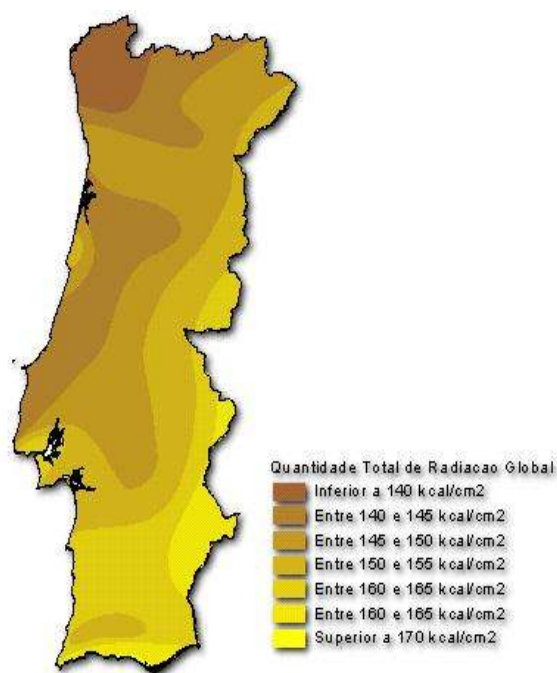 Quantidade Total de Radiacao Global
Inferior a 140 kcal/cm2
Entre 140 e 145 kcal/cm2
Entre 145 e 150 kcal/cm2
Entre 150 e 155 kcal/cm2
Entre 160 e 165 kcal/cm2
Entre 160 e 165 kcal/cm2
Superior a 170 kcal/cm2